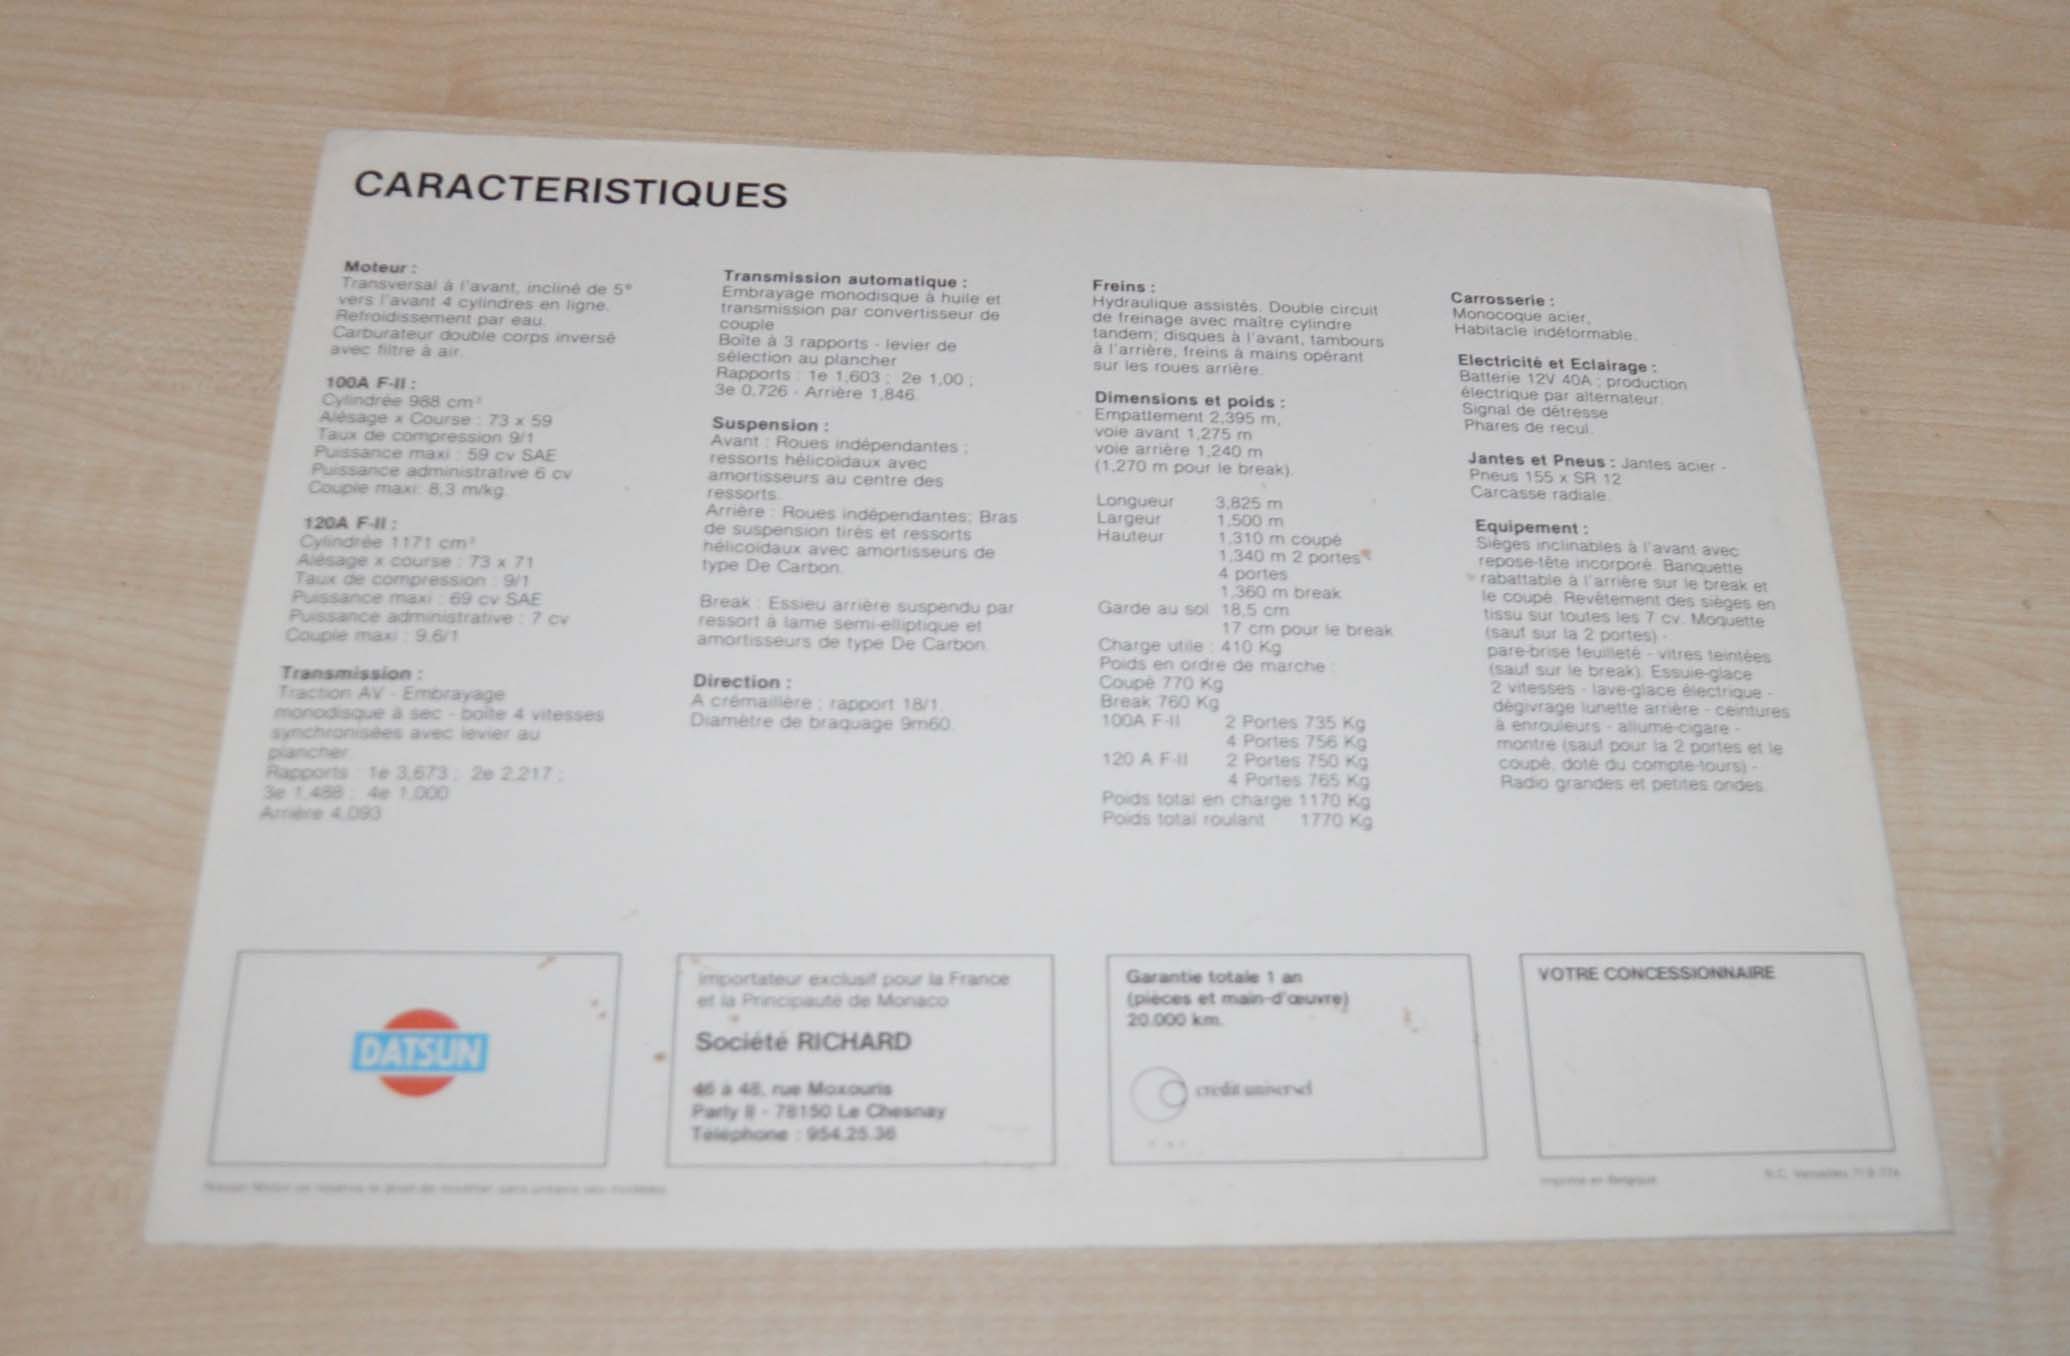 CARACTERISTIQUES
Moteur :
Transversal à l'avant, incliné de 5°
vers l'avant 4 cylindres en ligne.
Refroidissement par eau.
Carburateur double corps inversé
avec filtre à air.
100A F-II :
Cylindrée 988 cm³
Alésage x Course : 73 x 59
Taux de compression 9/1
Puissance maxi : 59 cv SAE
Puissance administrative 6 cv
Couple maxi: 8,3 m/kg.
120A F-II :
Cylindrée 1171 cm³
Alésage x course : 73 x 71
Taux de compression : 9/1
Puissance maxi : 69 cv SAE
Puissance administrative : 7 cv
Couple maxi : 9.6/1
Transmission :
Traction AV - Embrayage
monodisque à sec - boîte 4 vitesses
synchronisées avec levier au
plancher
Rapports : 1e 3,673 ; 2e 2,217 ;
3e 1,488 ; 4e 1,000
Arrière 4,093
Transmission automatique :
Embrayage monodisque à huile et
transmission par convertisseur de
couple
Boîte à 3 rapports - levier de
sélection au plancher
Rapports : 1e 1,603 ; 2e 1,00 ;
3e 0,726 - Arrière 1,846.
Suspension :
Avant : Roues indépendantes ;
ressorts hélicoïdaux avec
amortisseurs au centre des
ressorts.
Arrière : Roues indépendantes; Bras
de suspension tirés et ressorts
hélicoïdaux avec amortisseurs de
type De Carbon.
Break : Essieu arrière suspendu par
ressort à lame semi-elliptique et
amortisseurs de type De Carbon.
Direction :
A crémaillère ; rapport 18/1.
Diamètre de braquage 9m60.
Freins :
Hydraulique assistés. Double circuit
de freinage avec maître cylindre
tandem; disques à l'avant, tambours
à l'arrière, freins à mains opérant
sur les roues arrière.
Dimensions et poids :
Empattement 2,395 m,
voie avant 1,275 m
voie arrière 1,240 m
(1,270 m pour le break).
Longueur 3,825 m
Largeur 1,500 m
Hauteur 1,310 m coupé
1,340 m 2 portes
4 portes
1,360 m break
Garde au sol 18,5 cm
17 cm pour le break
Charge utile : 410 Kg
Poids en ordre de marche :
Coupé 770 Kg
Break 760 Kg
100A F-II 2 Portes 735 Kg
4 Portes 756 Kg
120 A F-II 2 Portes 750 Kg
4 Portes 765 Kg
Poids total en charge 1170 Kg
Poids total roulant 1770 Kg
Carrosserie :
Monocoque acier,
Habitacle indéformable.
Electricité et Eclairage :
Batterie 12V 40A ; production
électrique par alternateur.
Signal de détresse
Phares de recul.
Jantes et Pneus : Jantes acier -
Pneus 155 x SR 12
Carcasse radiale.
Equipement :
Sièges inclinables à l'avant avec
repose-tête incorporé. Banquette
rabattable à l'arrière sur le break et
le coupé. Revêtement des sièges en
tissu sur toutes les 7 cv. Moquette
(sauf sur la 2 portes) -
pare-brise feuilleté - vitres teintées
(sauf sur le break). Essuie-glace
2 vitesses - lave-glace électrique -
dégivrage lunette arrière - ceintures
à enrouleurs - allume-cigare -
montre (sauf pour la 2 portes et le
coupé, doté du compte-tours) -
Radio grandes et petites ondes.
DATSUN
Importateur exclusif pour la France
et la Principauté de Monaco
Société RICHARD
46 à 48, rue Moxouris
Parly II - 78150 Le Chesnay
Téléphone : 954.25.36
Garantie totale 1 an
(pièces et main-d'œuvre)
20.000 km.
credit universel
VOTRE CONCESSIONNAIRE
Imprimé en Belgique
R.C. Versailles